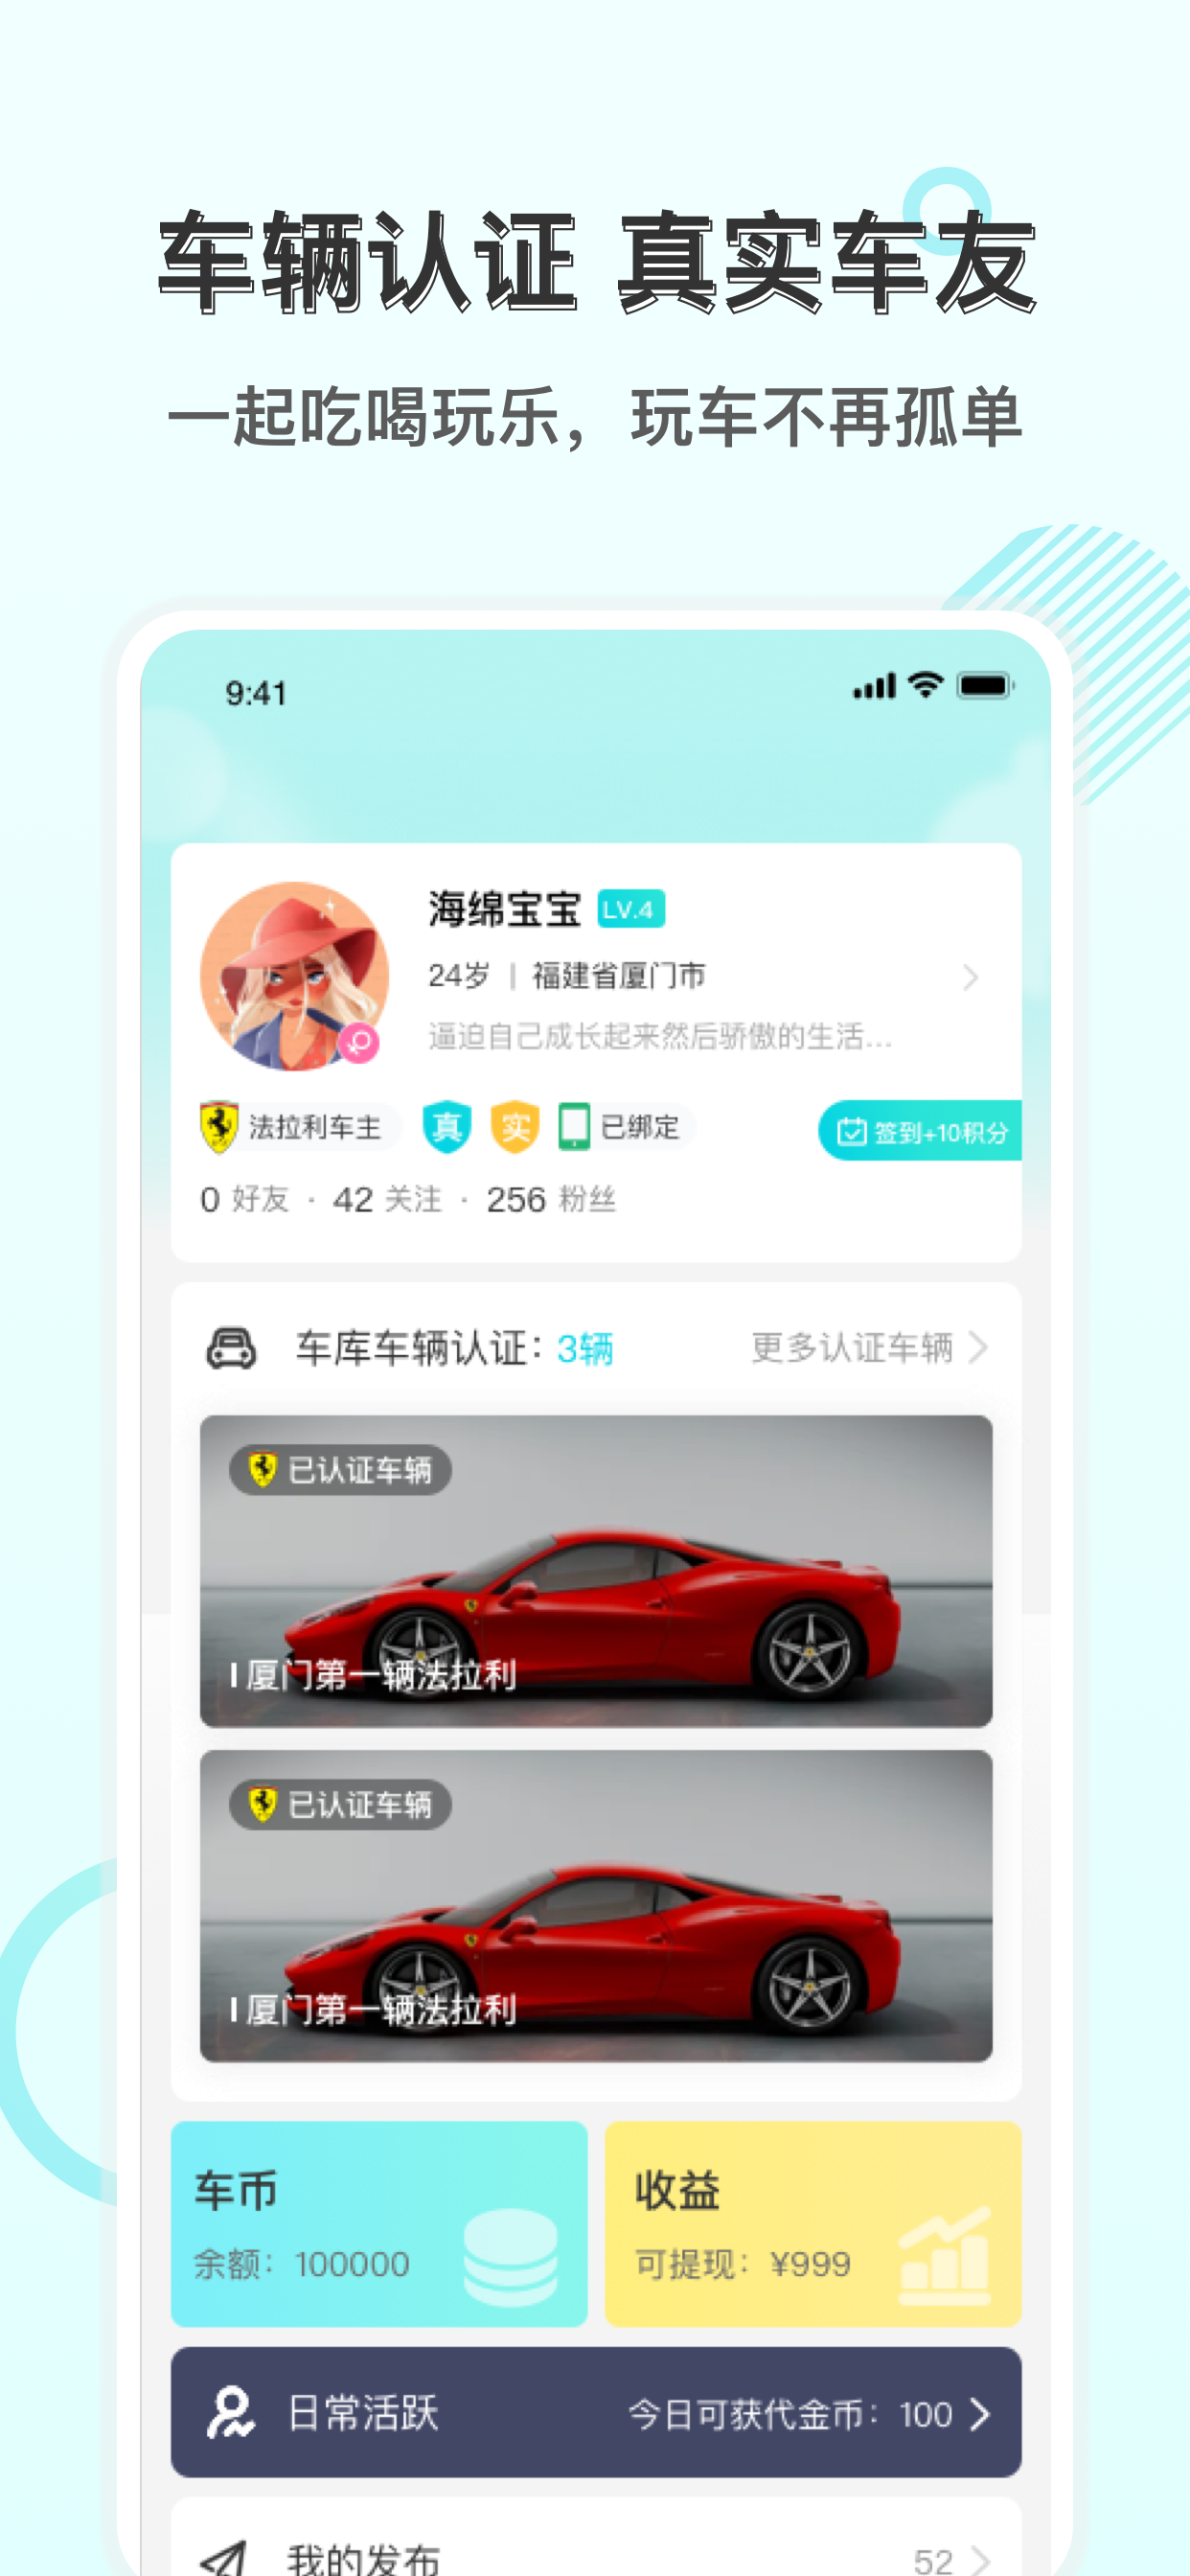 车辆认证 真实车友
一起吃喝玩乐，玩车不再孤单
9:41
海绵宝宝 LV.4
24岁 | 福建省厦门市
逼迫自己成长起来然后骄傲的生活...
法拉利车主 真 实 已绑定 签到+10积分
0 好友 · 42 关注 · 256 粉丝
车库车辆认证：3辆 更多认证车辆
已认证车辆
厦门第一辆法拉利
已认证车辆
厦门第一辆法拉利
车币 收益
余额：100000 可提现：¥999
日常活跃 今日可获代金币：100
我的发布 52